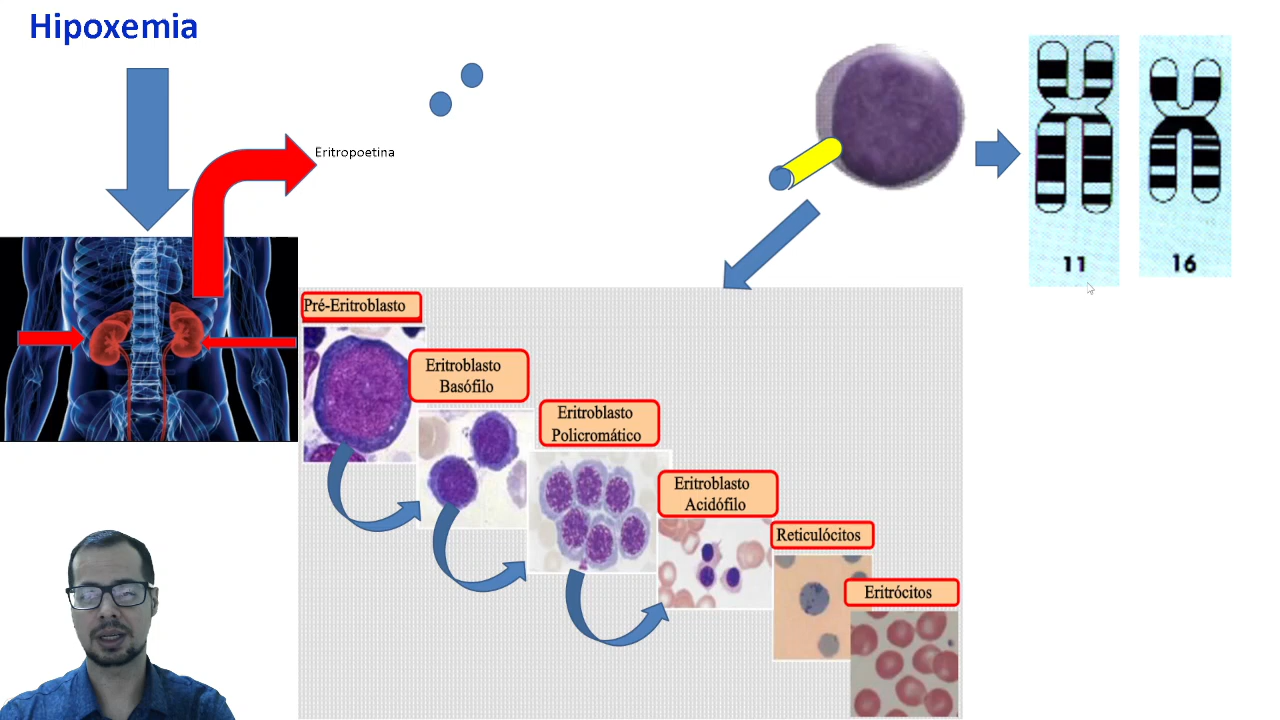 Hipoxemia
Eritropoetina
11
16
Pré-Eritroblasto
Eritroblasto
Basófilo
Eritroblasto
Policromático
Eritroblasto
Acidófilo
Reticulócitos
Eritrócitos